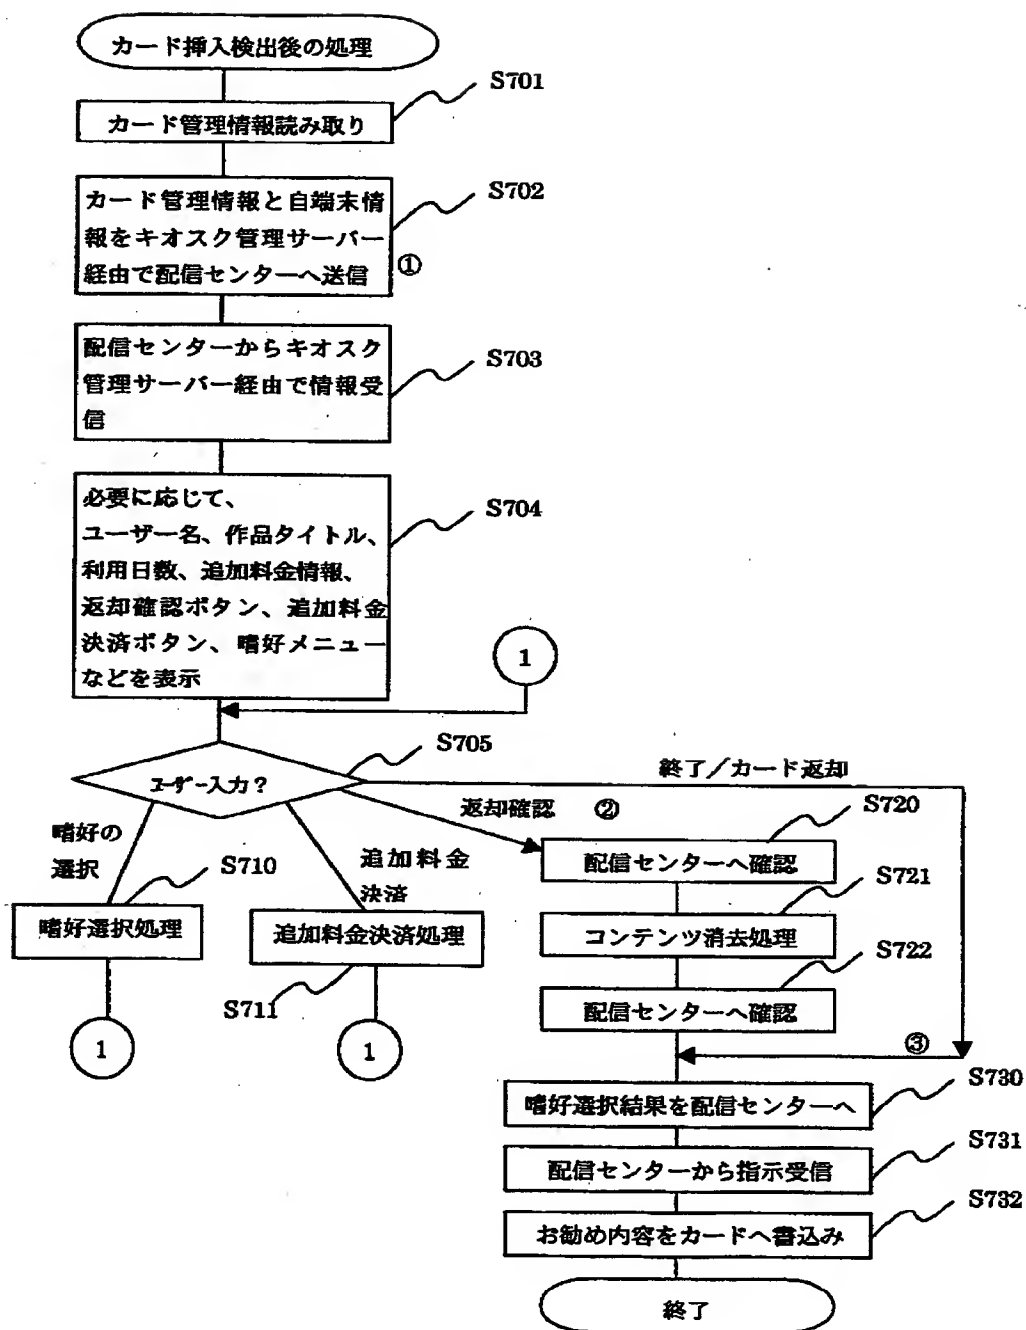 カード挿入検出後の処理
S701
カード管理情報読み取り
S702
カード管理情報と自端末情
報をキオスク管理サーバー
経由で配信センターへ送信
①
S703
配信センターからキオスク
管理サーバー経由で情報受
信
S704
必要に応じて、
ユーザー名、作品タイトル、
利用日数、追加料金情報、
返却確認ボタン、追加料金
決済ボタン、嗜好メニュー
などを表示
1
S705
ユーザー入力？
終了／カード返却
返却確認 ②
S720
配信センターへ確認
嗜好の
選択
S710
嗜好選択処理
追加料金
決済
追加料金決済処理
S711
S721
コンテンツ消去処理
S722
配信センターへ確認
1
1
③
S730
嗜好選択結果を配信センターへ
S731
配信センターから指示受信
S732
お勧め内容をカードへ書込み
終了